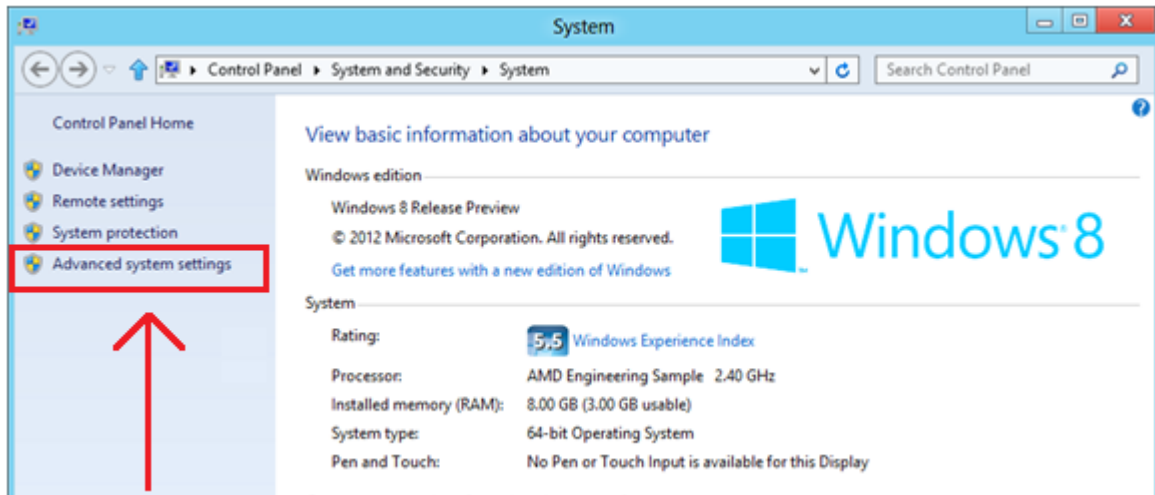 System
Control Panel ▸ System and Security ▸ System
Search Control Panel
Control Panel Home
Device Manager
Remote settings
System protection
Advanced system settings
View basic information about your computer
Windows edition
Windows 8 Release Preview
© 2012 Microsoft Corporation. All rights reserved.
Get more features with a new edition of Windows
Windows 8
System
Rating: 5,5 Windows Experience Index
Processor: AMD Engineering Sample 2.40 GHz
Installed memory (RAM): 8.00 GB (3.00 GB usable)
System type: 64-bit Operating System
Pen and Touch: No Pen or Touch Input is available for this Display